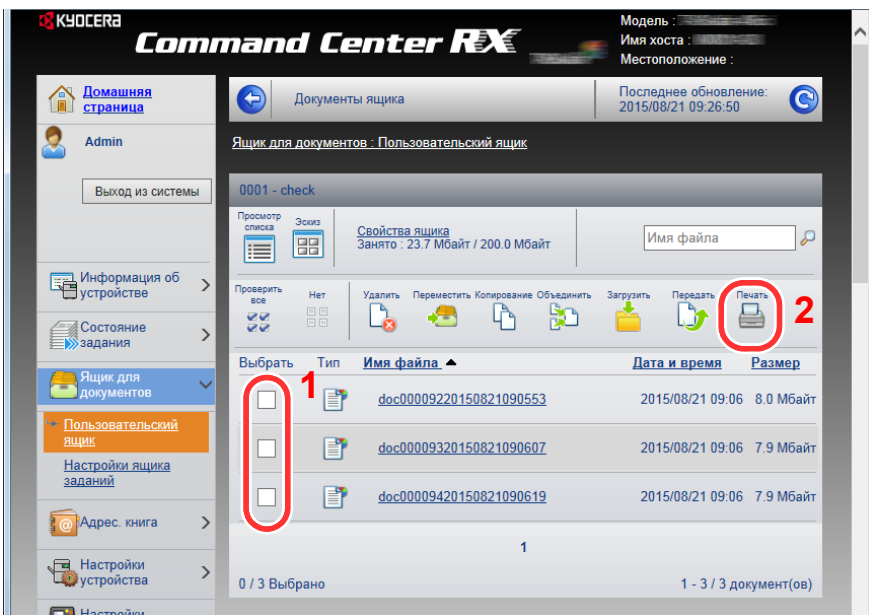 KYOCERA
Command Center RX
Модель :
Имя хоста :
Местоположение :
Домашняя
страница
Admin
Выход из системы
Информация об
устройстве
Состояние
задания
Ящик для
документов
Пользовательский
ящик
Настройки ящика
заданий
Адрес. книга
Настройки
устройства
Настройки
Документы ящика
Последнее обновление:
2015/08/21 09:26:50
Ящик для документов : Пользовательский ящик
0001 - check
Просмотр
списка
Эскиз
Свойства ящика
Занято : 23.7 Мбайт / 200.0 Мбайт
Имя файла
Проверить
все
Нет
Удалить Переместить Копирование Объединить Загрузить Передать Печать
2
Выбрать Тип Имя файла Дата и время Размер
1
doc00009220150821090553 2015/08/21 09:06 8.0 Мбайт
doc00009320150821090607 2015/08/21 09:06 7.9 Мбайт
doc00009420150821090619 2015/08/21 09:06 7.9 Мбайт
1
0 / 3 Выбрано 1 - 3 / 3 документ(ов)